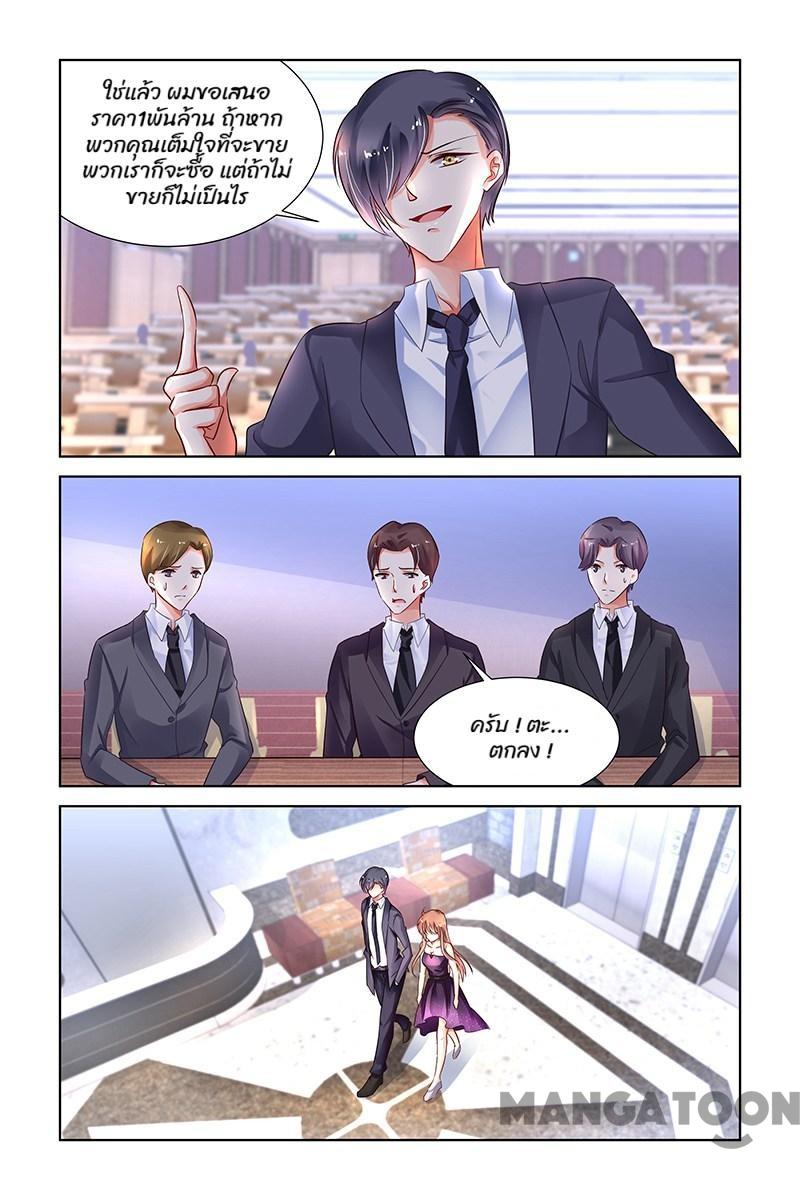 ใช่แล้ว ผมขอเสนอ
ราคา1พันล้าน ถ้าหาก
พวกคุณเต็มใจที่จะขาย
พวกเราก็จะซื้อ แต่ถ้าไม่
ขายก็ไม่เป็นไร
ครับ ! ตะ...
ตกลง !
MANGATOON